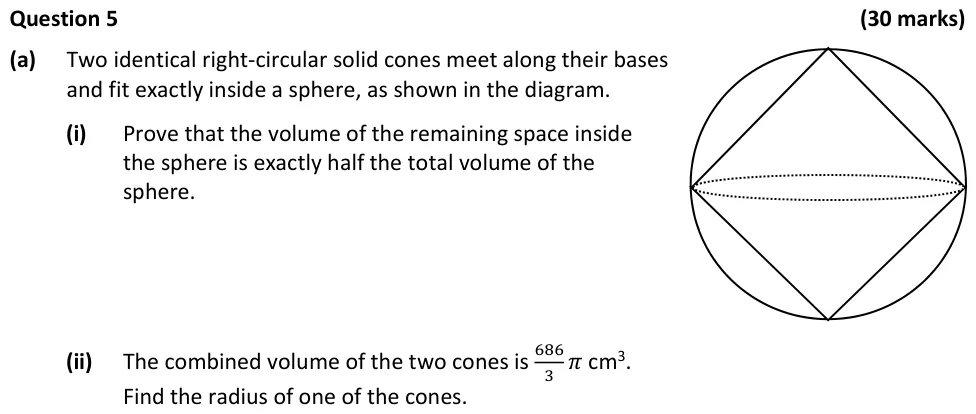 Question 5 (30 marks)
(a) Two identical right-circular solid cones meet along their bases
and fit exactly inside a sphere, as shown in the diagram.
(i) Prove that the volume of the remaining space inside
the sphere is exactly half the total volume of the
sphere.
(ii) The combined volume of the two cones is 686/3 π cm³.
Find the radius of one of the cones.